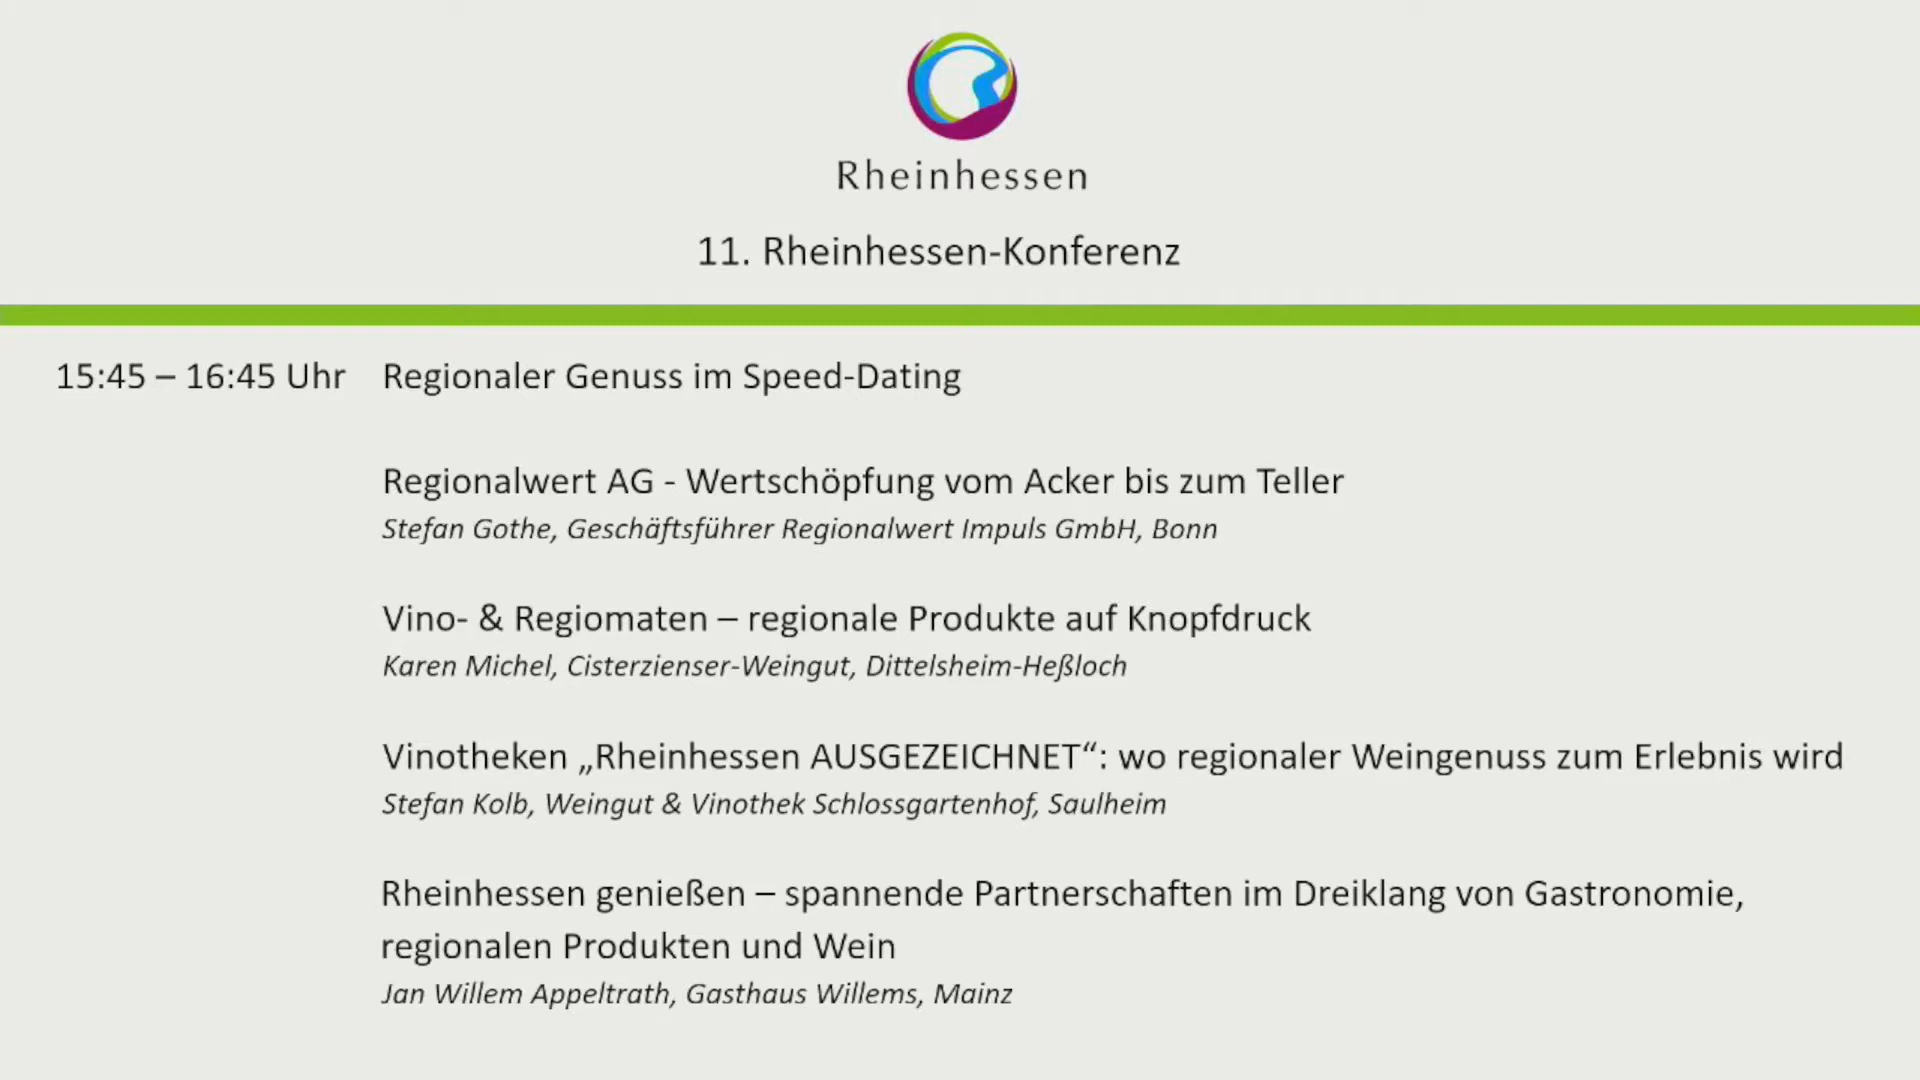 Rheinhessen
11. Rheinhessen-Konferenz
15:45 – 16:45 Uhr Regionaler Genuss im Speed-Dating
Regionalwert AG - Wertschöpfung vom Acker bis zum Teller
Stefan Gothe, Geschäftsführer Regionalwert Impuls GmbH, Bonn
Vino- & Regiomaten – regionale Produkte auf Knopfdruck
Karen Michel, Cisterzienser-Weingut, Dittelsheim-Heßloch
Vinotheken „Rheinhessen AUSGEZEICHNET“: wo regionaler Weingenuss zum Erlebnis wird
Stefan Kolb, Weingut & Vinothek Schlossgartenhof, Saulheim
Rheinhessen genießen – spannende Partnerschaften im Dreiklang von Gastronomie,
regionalen Produkten und Wein
Jan Willem Appeltrath, Gasthaus Willems, Mainz